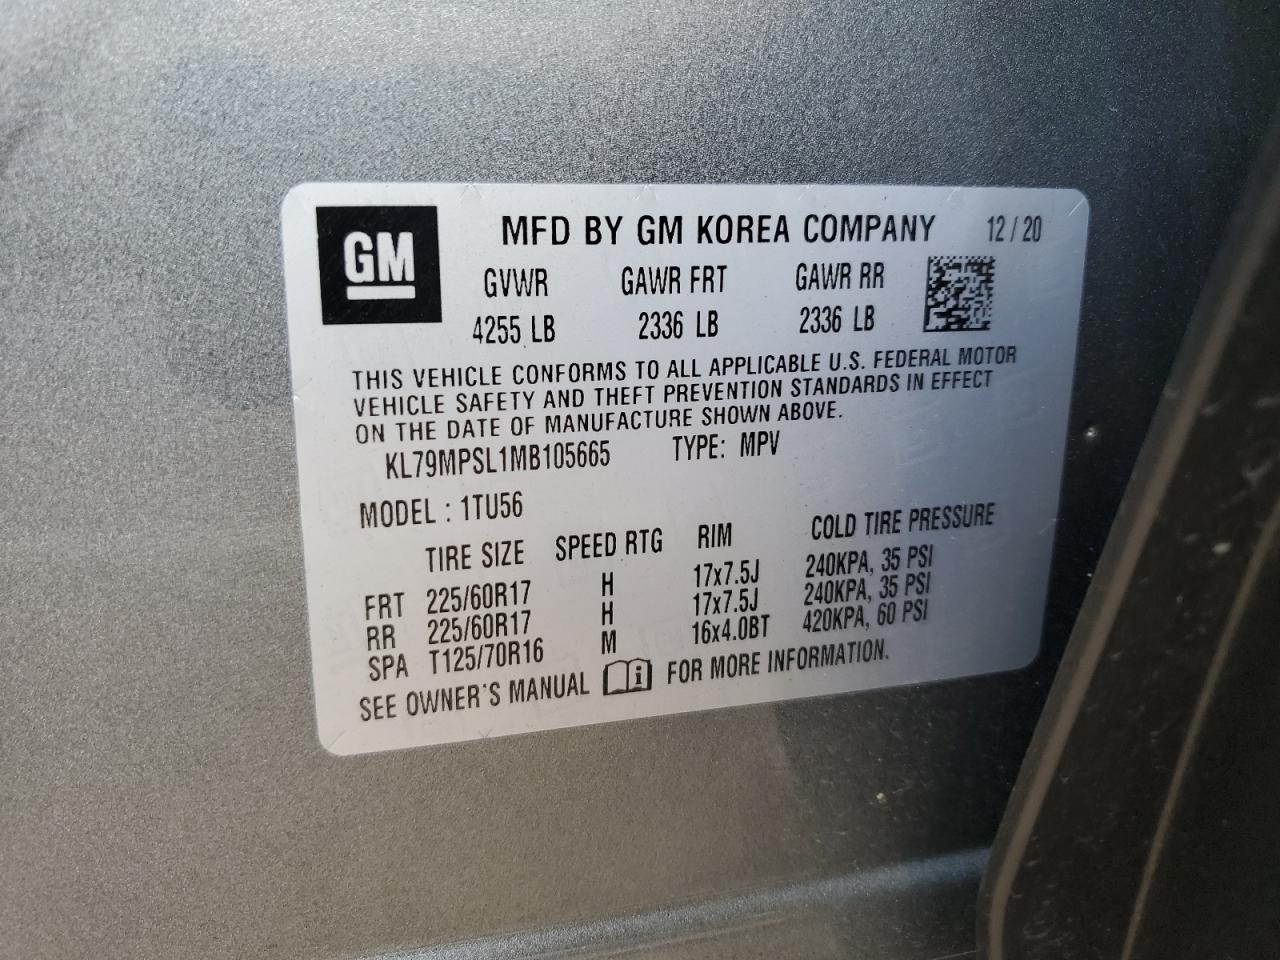 GM
MFD BY GM KOREA COMPANY 12 / 20
GVWR GAWR FRT GAWR RR
4255 LB 2336 LB 2336 LB
THIS VEHICLE CONFORMS TO ALL APPLICABLE U.S. FEDERAL MOTOR
VEHICLE SAFETY AND THEFT PREVENTION STANDARDS IN EFFECT
ON THE DATE OF MANUFACTURE SHOWN ABOVE.
KL79MPSL1MB105665 TYPE: MPV
MODEL : 1TU56
TIRE SIZE SPEED RTG RIM COLD TIRE PRESSURE
FRT 225/60R17 H 17x7.5J 240KPA, 35 PSI
RR 225/60R17 H 17x7.5J 240KPA, 35 PSI
SPA T125/70R16 M 16x4.0BT 420KPA, 60 PSI
SEE OWNER'S MANUAL i FOR MORE INFORMATION.